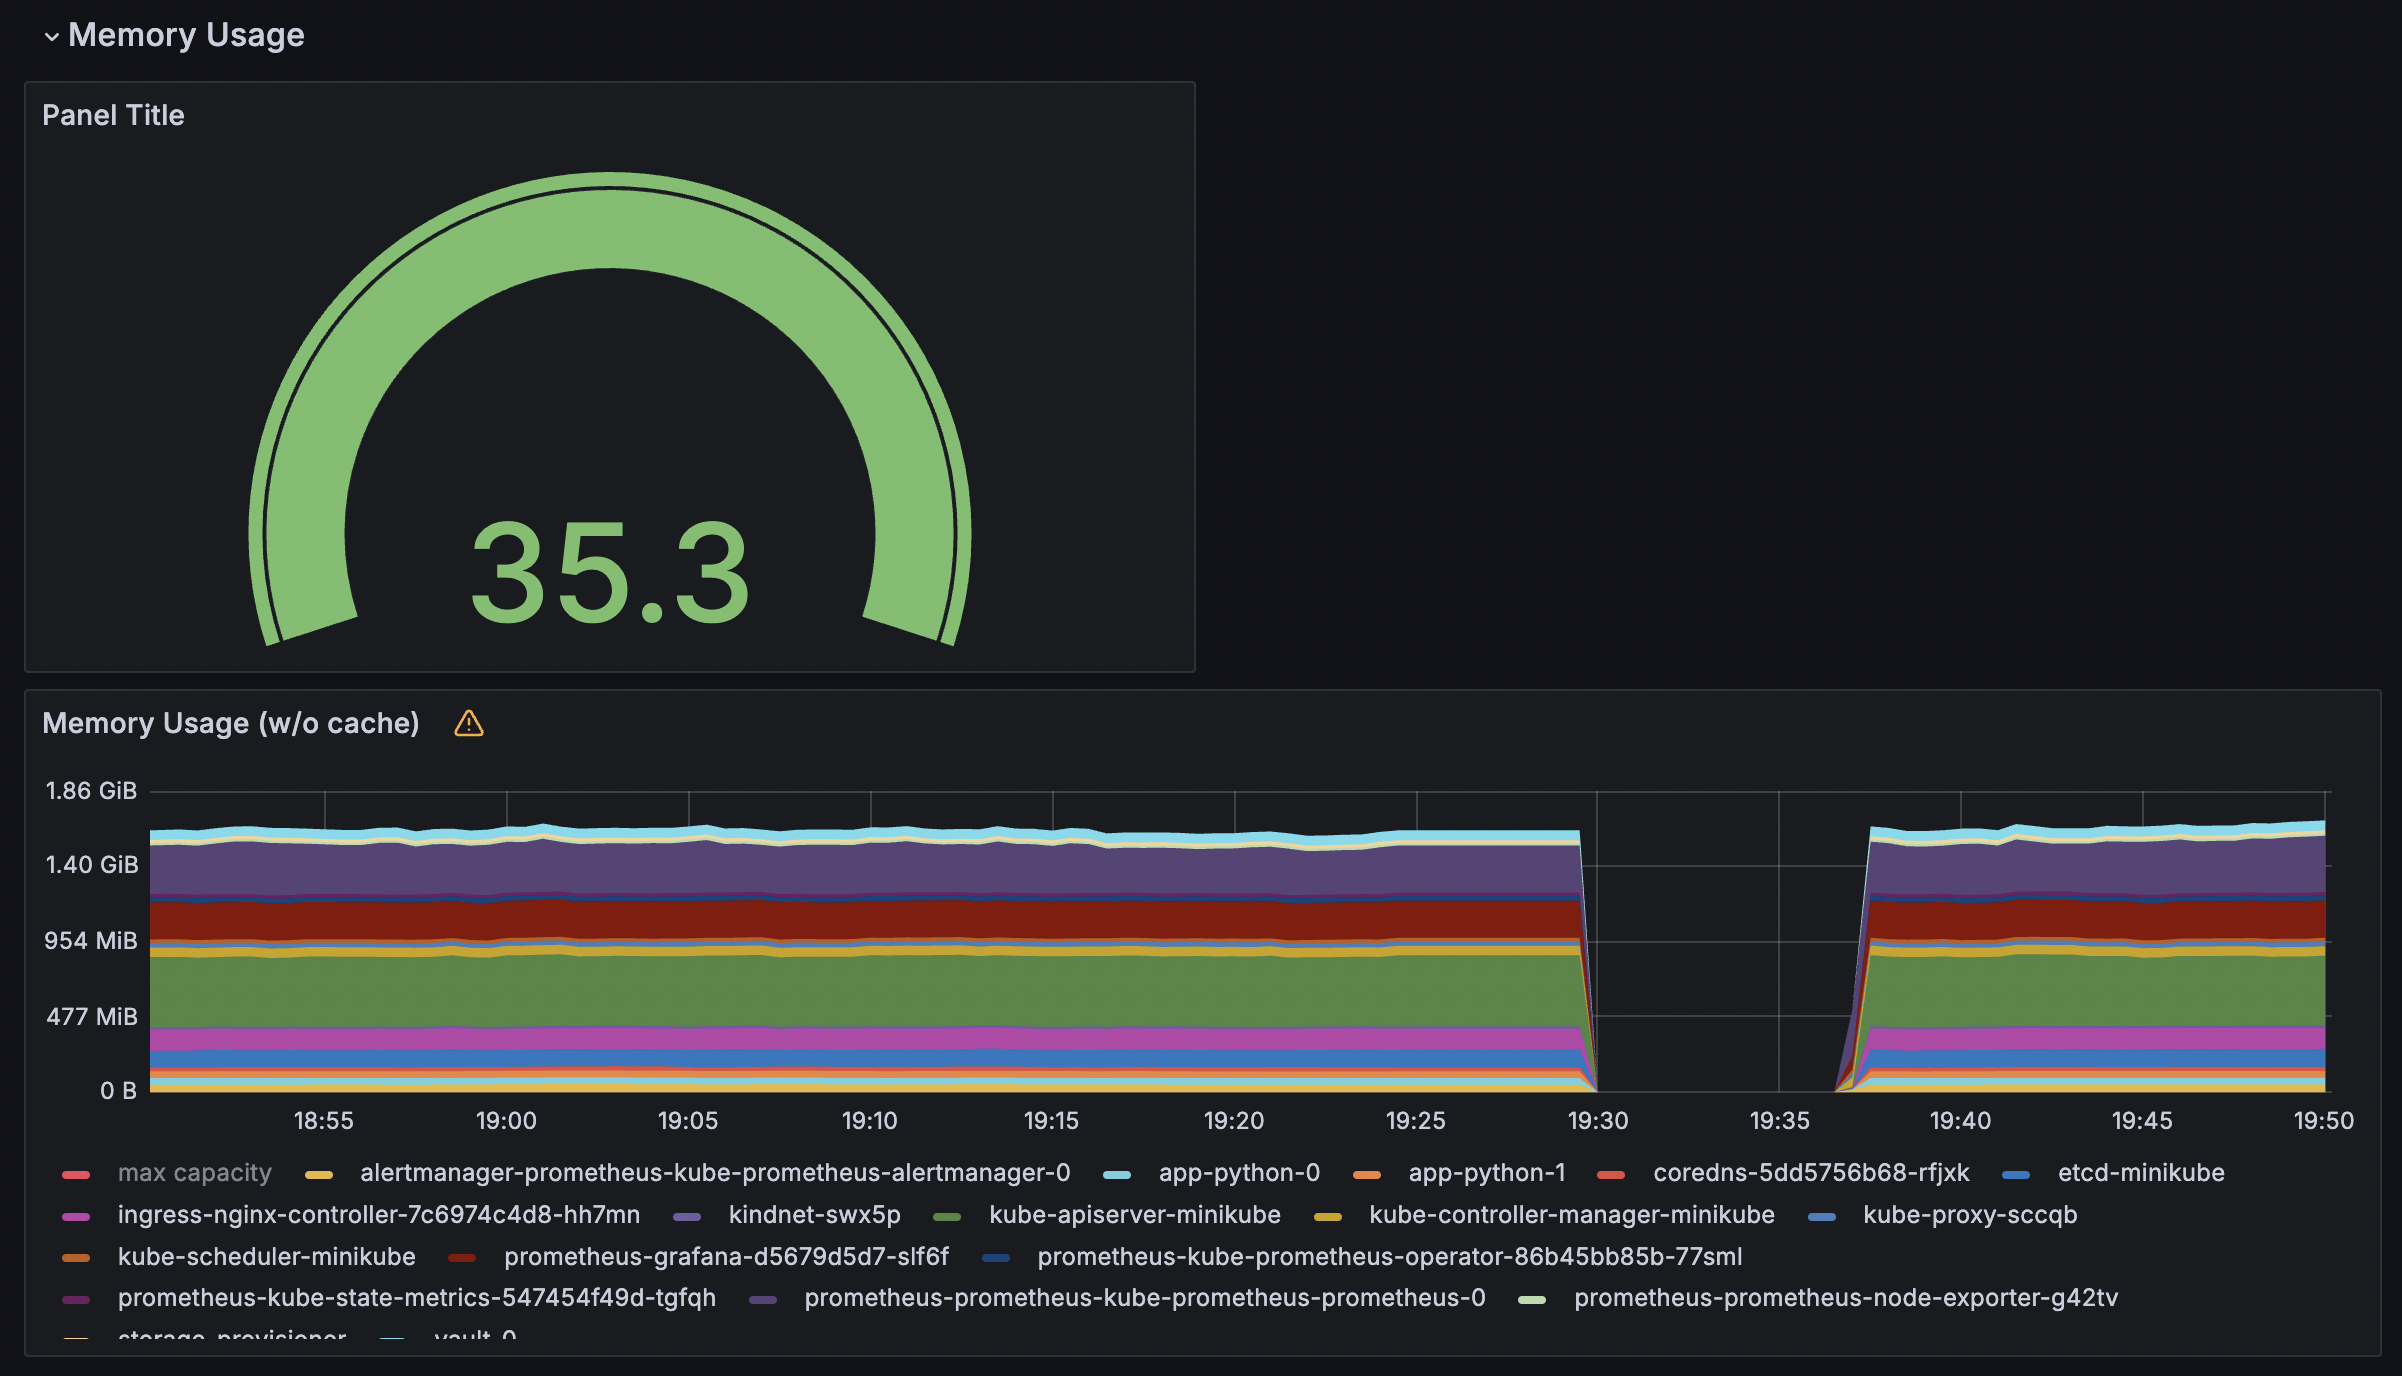 Memory Usage
Panel Title
35.3
Memory Usage (w/o cache)
1.86 GiB
1.40 GiB
954 MiB
477 MiB
0 B
18:55 19:00 19:05 19:10 19:15 19:20 19:25 19:30 19:35 19:40 19:45 19:50
max capacity alertmanager-prometheus-kube-prometheus-alertmanager-0 app-python-0 app-python-1 coredns-5dd5756b68-rfjxk etcd-minikube
ingress-nginx-controller-7c6974c4d8-hh7mn kindnet-swx5p kube-apiserver-minikube kube-controller-manager-minikube kube-proxy-sccqb
kube-scheduler-minikube prometheus-grafana-d5679d5d7-slf6f prometheus-kube-prometheus-operator-86b45bb85b-77sml
prometheus-kube-state-metrics-547454f49d-tgfqh prometheus-prometheus-kube-prometheus-prometheus-0 prometheus-prometheus-node-exporter-g42tv
storage-provisioner vault-0